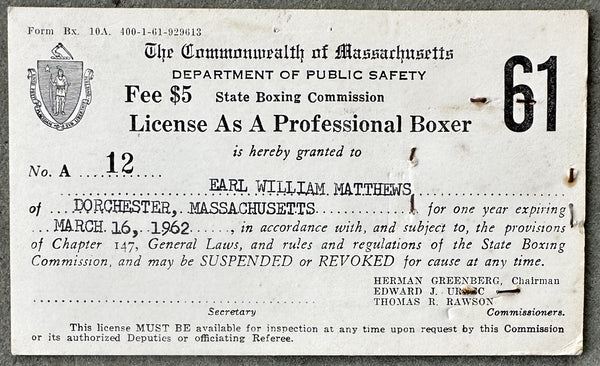 Form Bx. 10A. 400-1-61-929613
The Commonwealth of Massachusetts
DEPARTMENT OF PUBLIC SAFETY
Fee $5 State Boxing Commission
61
License As A Professional Boxer
is hereby granted to
No. A 12
EARL WILLIAM MATTHEWS
of DORCHESTER, MASSACHUSETTS for one year expiring
MARCH 16, 1962, in accordance with, and subject to, the provisions
of Chapter 147, General Laws, and rules and regulations of the State Boxing
Commission, and may be SUSPENDED or REVOKED for cause at any time.
HERMAN GREENBERG, Chairman
EDWARD J.
THOMAS R. RAWSON
Secretary Commissioners.
This license MUST BE available for inspection at any time upon request by this Commission
or its authorized Deputies or officiating Referee.